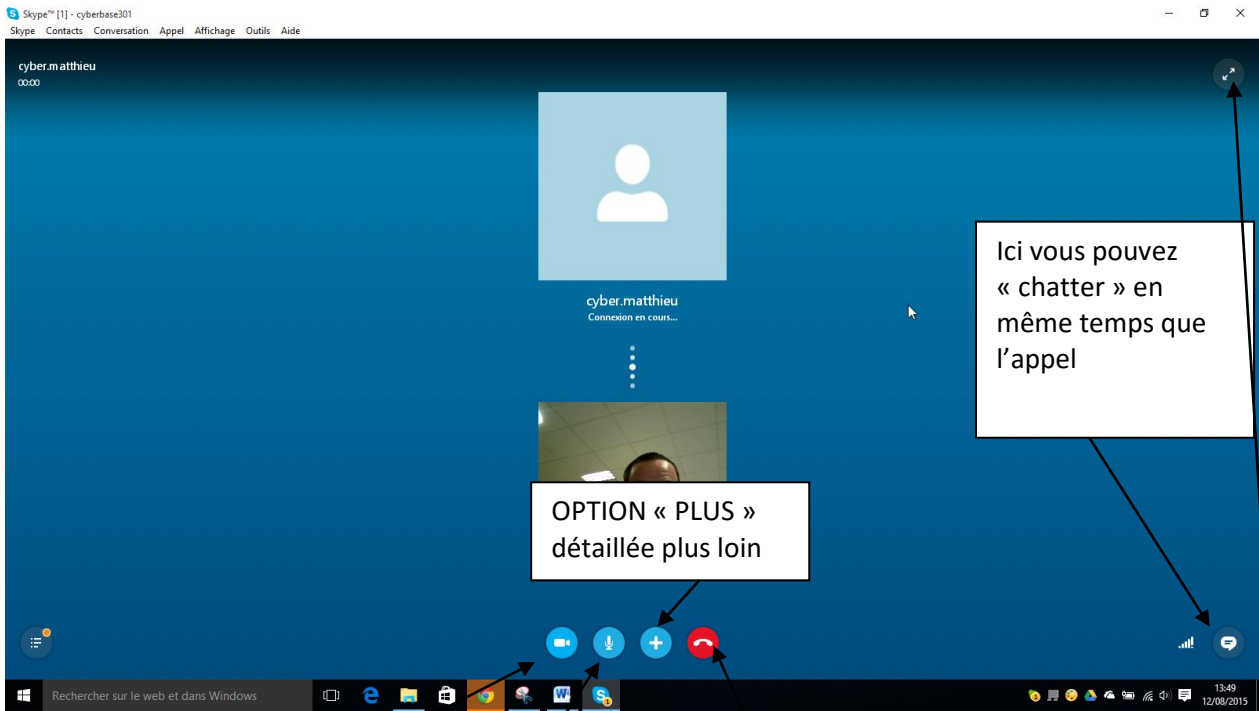 Skype™ [1] - cyberbase301
Skype Contacts Conversation Appel Affichage Outils Aide
cyber.matthieu
00:00
cyber.matthieu
Connexion en cours...
Ici vous pouvez
« chatter » en
même temps que
l’appel
OPTION « PLUS »
détaillée plus loin
Rechercher sur le web et dans Windows
13:49
12/08/2015